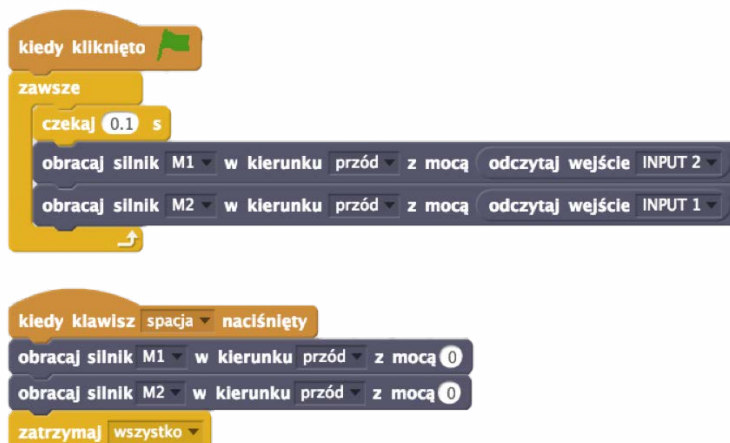 kiedy kliknięto
zawsze
czekaj 0.1 s
obracaj silnik M1 w kierunku przód z mocą odczytaj wejście INPUT 2
obracaj silnik M2 w kierunku przód z mocą odczytaj wejście INPUT 1
kiedy klawisz spacja naciśnięty
obracaj silnik M1 w kierunku przód z mocą 0
obracaj silnik M2 w kierunku przód z mocą 0
zatrzymaj wszystko